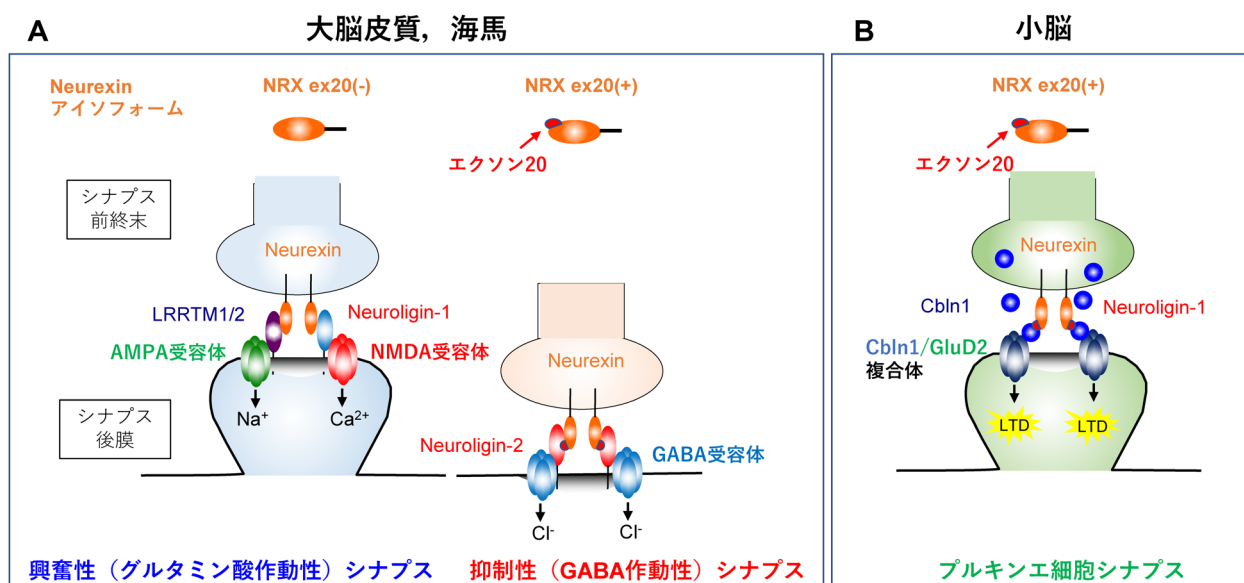 A
大脳皮質，海馬
Neurexin
アイソフォーム
NRX ex20(-)
NRX ex20(+)
エクソン20
シナプス
前終末
Neurexin
LRRTM1/2
Neuroligin-1
AMPA受容体
NMDA受容体
Na⁺
Ca²⁺
シナプス
後膜
Neurexin
Neuroligin-2
GABA受容体
Cl⁻
Cl⁻
興奮性（グルタミン酸作動性）シナプス
抑制性（GABA作動性）シナプス
B
小脳
NRX ex20(+)
エクソン20
Neurexin
Cbln1
Neuroligin-1
Cbln1/GluD2
複合体
LTD
LTD
プルキンエ細胞シナプス